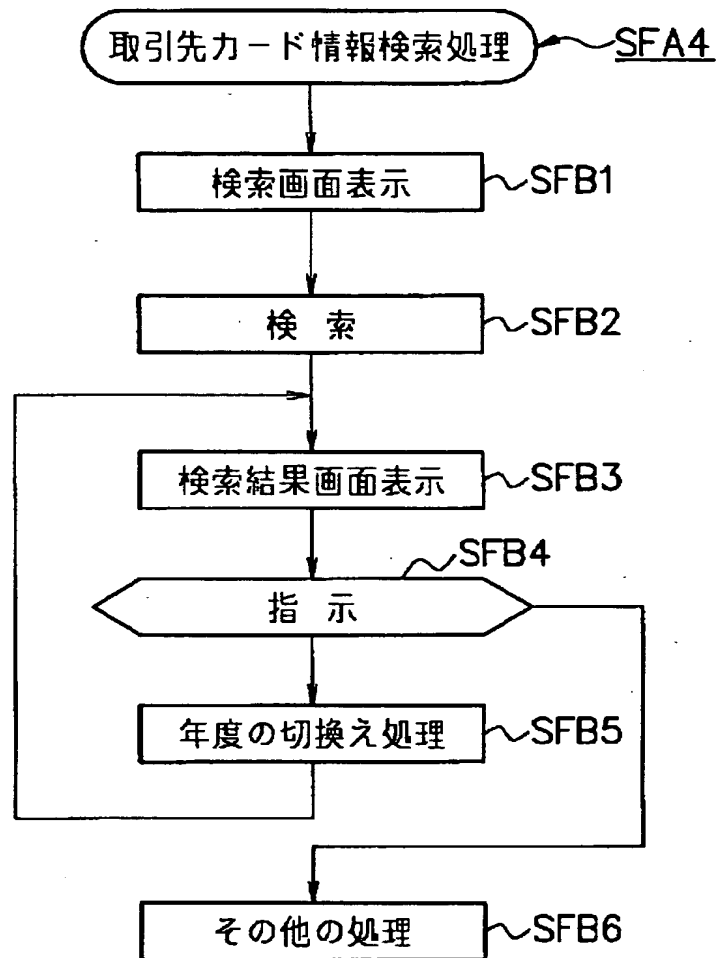 取引先カード情報検索処理 SFA4
検索画面表示 SFB1
検 索 SFB2
検索結果画面表示 SFB3
SFB4
指 示
年度の切換え処理 SFB5
その他の処理 SFB6